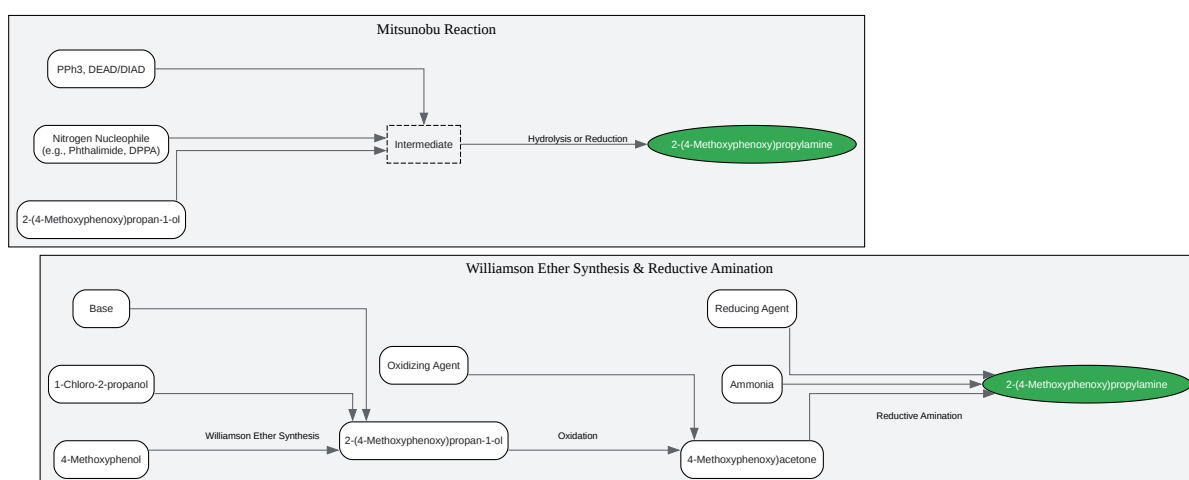 Mitsunobu Reaction
PPh3, DEAD/DIAD
Nitrogen Nucleophile
(e.g., Phthalimide, DPPA)
Intermediate
Hydrolysis or Reduction
2-(4-Methoxyphenoxy)propylamine
2-(4-Methoxyphenoxy)propan-1-ol
Williamson Ether Synthesis & Reductive Amination
Base
Reducing Agent
Oxidizing Agent
1-Chloro-2-propanol
Ammonia
2-(4-Methoxyphenoxy)propylamine
Reductive Amination
Williamson Ether Synthesis
2-(4-Methoxyphenoxy)propan-1-ol
Oxidation
4-Methoxyphenol
4-Methoxyphenoxy)acetone